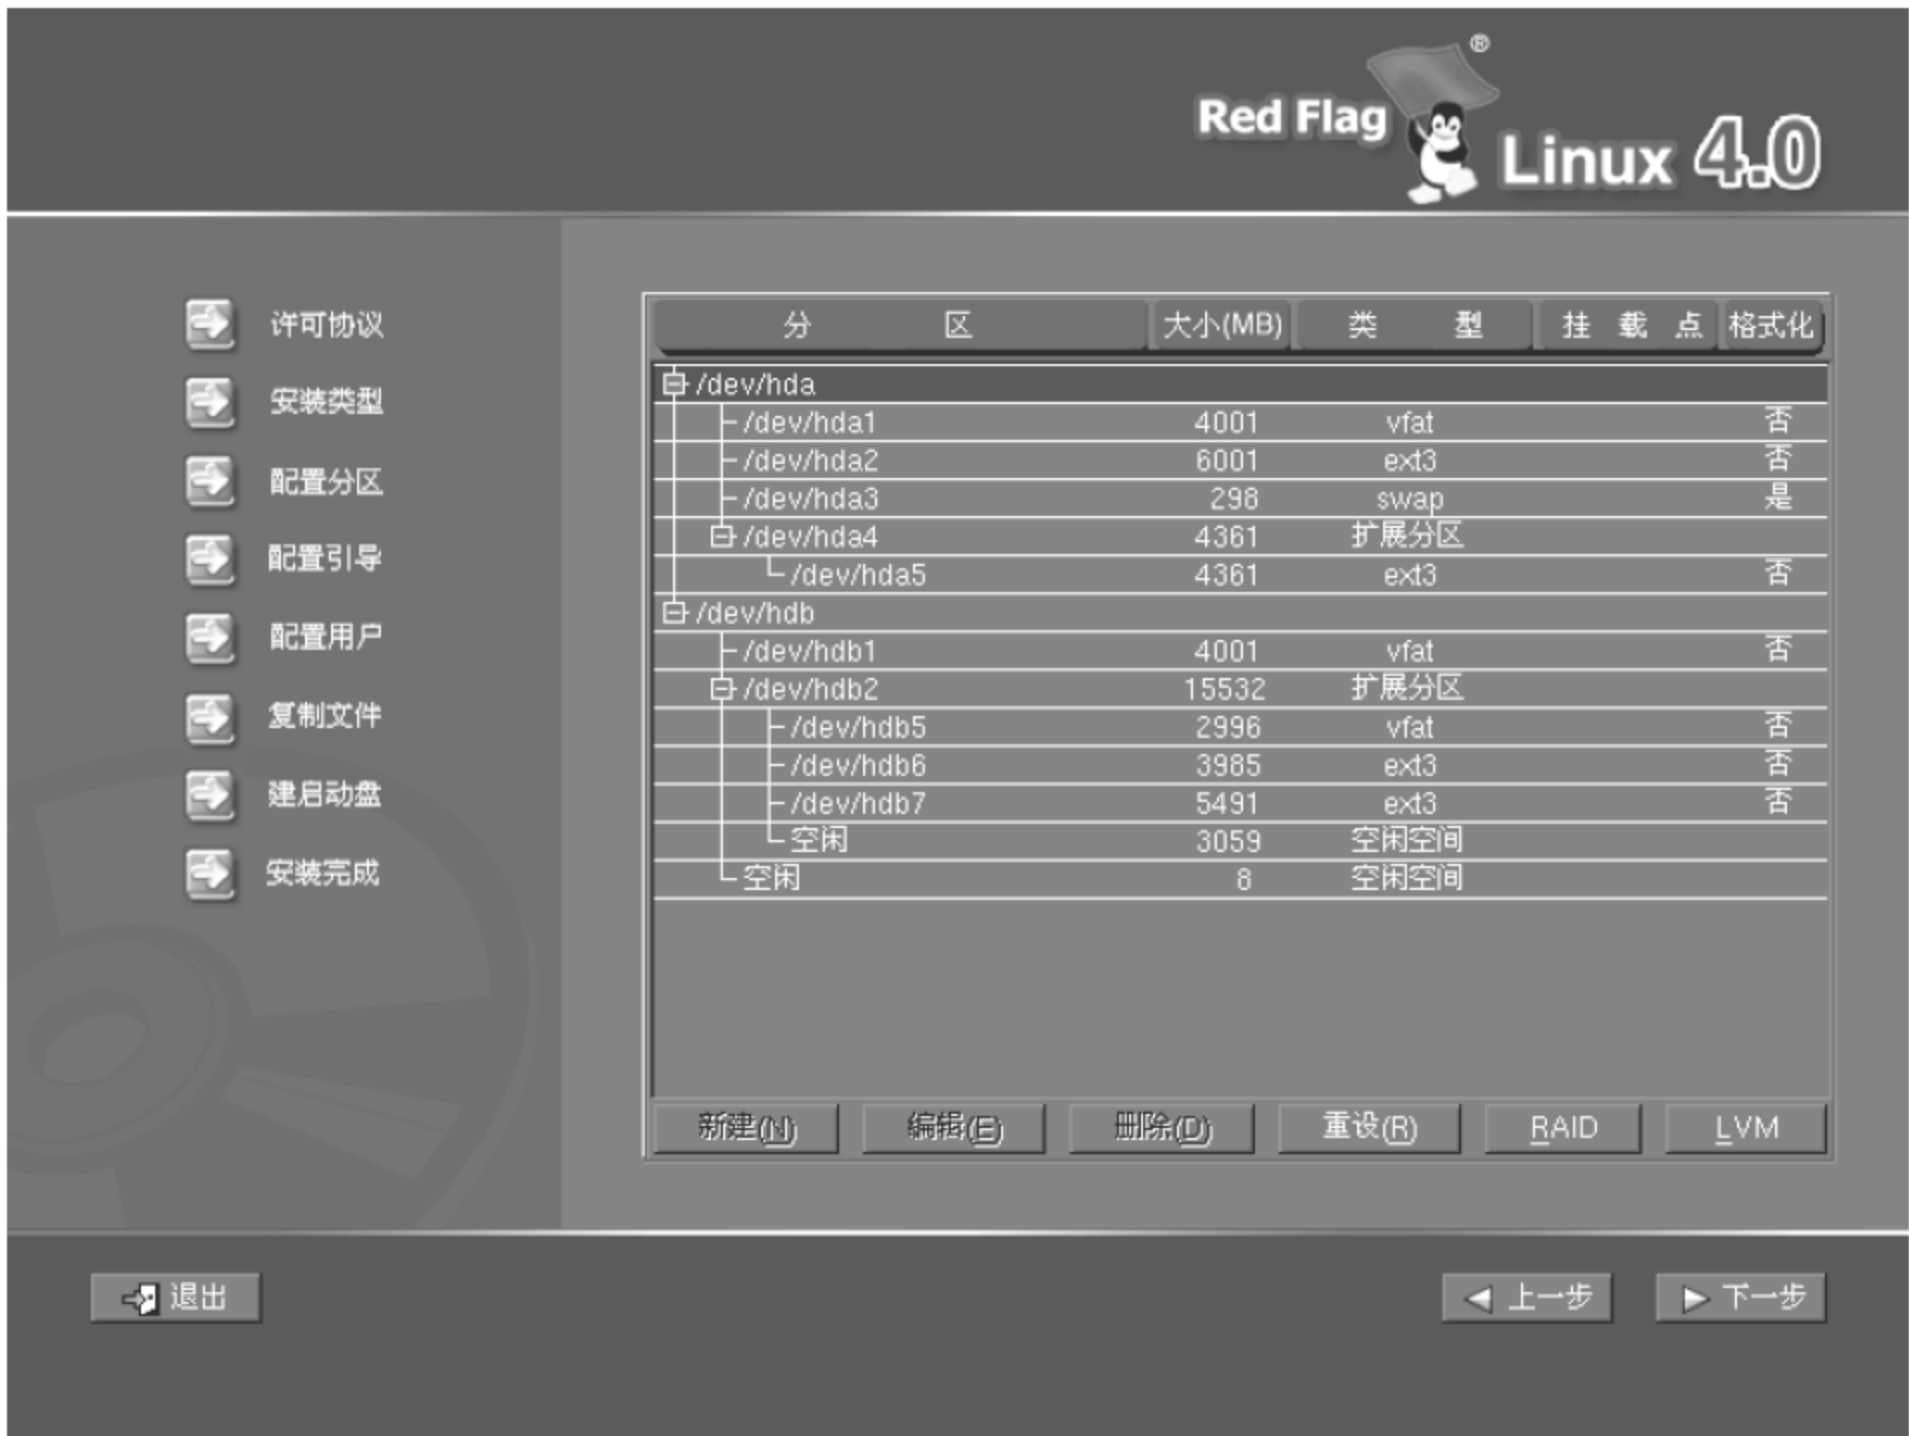 Red Flag ®
Linux 4.0
许可协议
安装类型
配置分区
配置引导
配置用户
复制文件
建启动盘
安装完成
分 区 大小(MB) 类 型 挂 载 点 格式化
/dev/hda
/dev/hda1 4001 vfat 否
/dev/hda2 6001 ext3 否
/dev/hda3 298 swap 是
/dev/hda4 4361 扩展分区
/dev/hda5 4361 ext3 否
/dev/hdb
/dev/hdb1 4001 vfat 否
/dev/hdb2 15532 扩展分区
/dev/hdb5 2996 vfat 否
/dev/hdb6 3985 ext3 否
/dev/hdb7 5491 ext3 否
空闲 3059 空闲空间
空闲 8 空闲空间
新建(N) 编辑(E) 删除(D) 重设(R) RAID LVM
退出 上一步 下一步